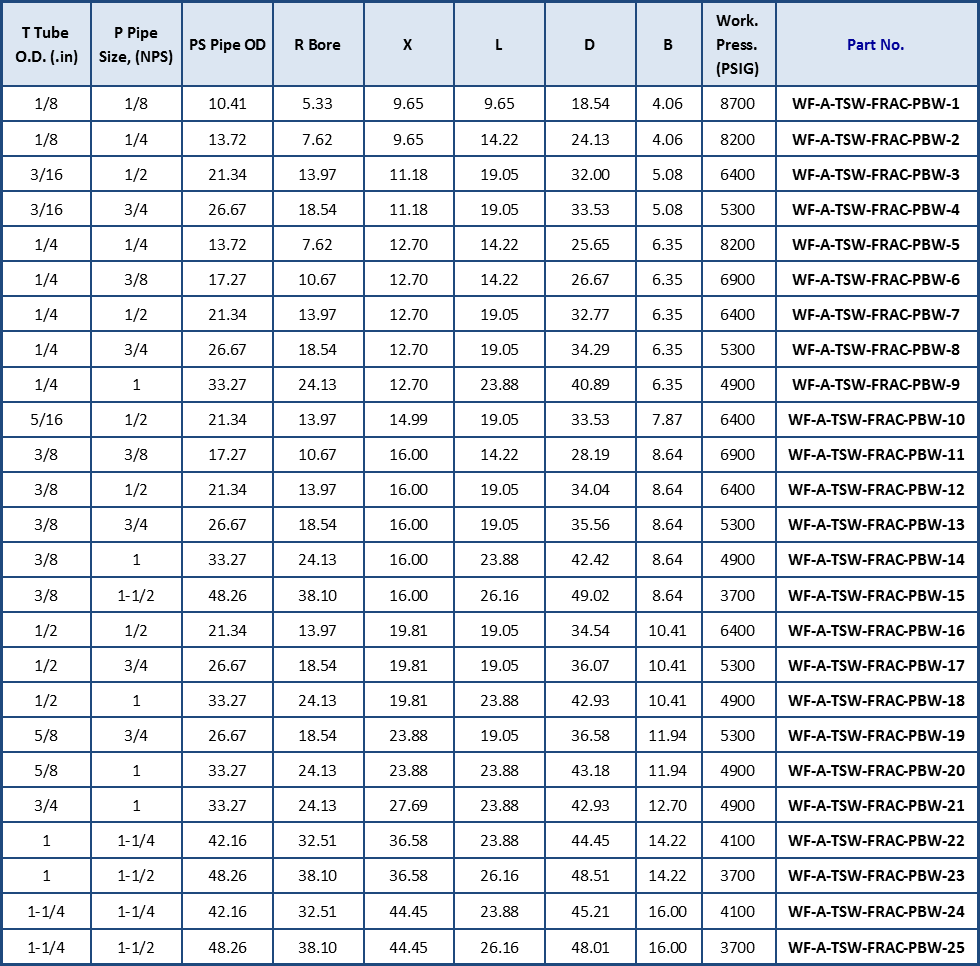 T Tube O.D. (.in) P Pipe Size, (NPS) PS Pipe OD R Bore X L D B Work. Press. (PSIG) Part No.
1/8 1/8 10.41 5.33 9.65 9.65 18.54 4.06 8700 WF-A-TSW-FRAC-PBW-1
1/8 1/4 13.72 7.62 9.65 14.22 24.13 4.06 8200 WF-A-TSW-FRAC-PBW-2
3/16 1/2 21.34 13.97 11.18 19.05 32.00 5.08 6400 WF-A-TSW-FRAC-PBW-3
3/16 3/4 26.67 18.54 11.18 19.05 33.53 5.08 5300 WF-A-TSW-FRAC-PBW-4
1/4 1/4 13.72 7.62 12.70 14.22 25.65 6.35 8200 WF-A-TSW-FRAC-PBW-5
1/4 3/8 17.27 10.67 12.70 14.22 26.67 6.35 6900 WF-A-TSW-FRAC-PBW-6
1/4 1/2 21.34 13.97 12.70 19.05 32.77 6.35 6400 WF-A-TSW-FRAC-PBW-7
1/4 3/4 26.67 18.54 12.70 19.05 34.29 6.35 5300 WF-A-TSW-FRAC-PBW-8
1/4 1 33.27 24.13 12.70 23.88 40.89 6.35 4900 WF-A-TSW-FRAC-PBW-9
5/16 1/2 21.34 13.97 14.99 19.05 33.53 7.87 6400 WF-A-TSW-FRAC-PBW-10
3/8 3/8 17.27 10.67 16.00 14.22 28.19 8.64 6900 WF-A-TSW-FRAC-PBW-11
3/8 1/2 21.34 13.97 16.00 19.05 34.04 8.64 6400 WF-A-TSW-FRAC-PBW-12
3/8 3/4 26.67 18.54 16.00 19.05 35.56 8.64 5300 WF-A-TSW-FRAC-PBW-13
3/8 1 33.27 24.13 16.00 23.88 42.42 8.64 4900 WF-A-TSW-FRAC-PBW-14
3/8 1-1/2 48.26 38.10 16.00 26.16 49.02 8.64 3700 WF-A-TSW-FRAC-PBW-15
1/2 1/2 21.34 13.97 19.81 19.05 34.54 10.41 6400 WF-A-TSW-FRAC-PBW-16
1/2 3/4 26.67 18.54 19.81 19.05 36.07 10.41 5300 WF-A-TSW-FRAC-PBW-17
1/2 1 33.27 24.13 19.81 23.88 42.93 10.41 4900 WF-A-TSW-FRAC-PBW-18
5/8 3/4 26.67 18.54 23.88 19.05 36.58 11.94 5300 WF-A-TSW-FRAC-PBW-19
5/8 1 33.27 24.13 23.88 23.88 43.18 11.94 4900 WF-A-TSW-FRAC-PBW-20
3/4 1 33.27 24.13 27.69 23.88 42.93 12.70 4900 WF-A-TSW-FRAC-PBW-21
1 1-1/4 42.16 32.51 36.58 23.88 44.45 14.22 4100 WF-A-TSW-FRAC-PBW-22
1 1-1/2 48.26 38.10 36.58 26.16 48.51 14.22 3700 WF-A-TSW-FRAC-PBW-23
1-1/4 1-1/4 42.16 32.51 44.45 23.88 45.21 16.00 4100 WF-A-TSW-FRAC-PBW-24
1-1/4 1-1/2 48.26 38.10 44.45 26.16 48.01 16.00 3700 WF-A-TSW-FRAC-PBW-25